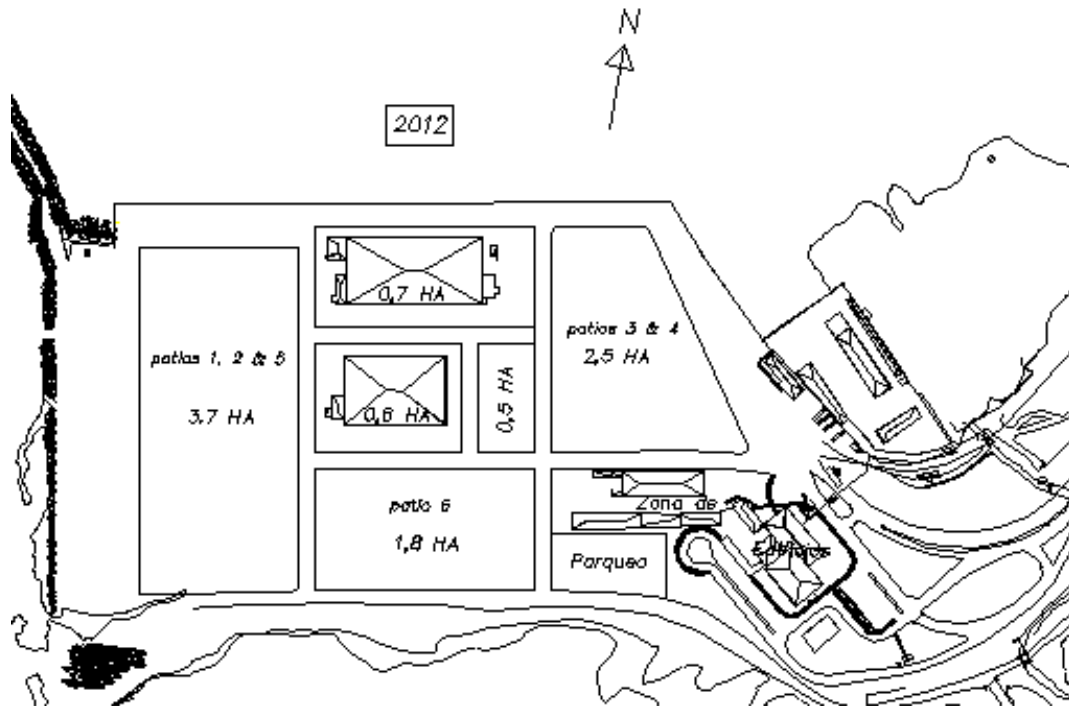 N
2012
0,7 HA
patios 3 & 4
2,5 HA
patios 1, 2 & 5
3,7 HA
0,6 HA
0,5 HA
patio 6
1,8 HA
Zona de
Edificios
Parqueo